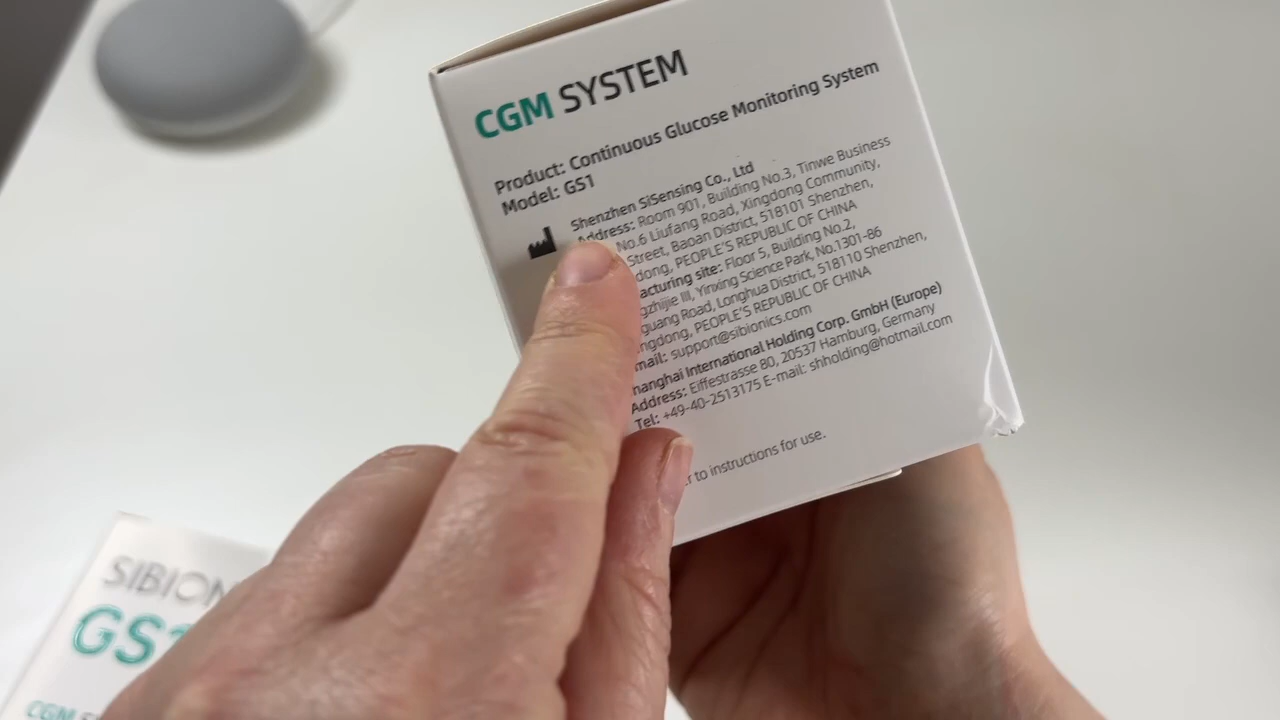 CGM SYSTEM
Product: Continuous Glucose Monitoring System
Model: GS1
Shenzhen SiSensing Co., Ltd
Address: Room 901, Building No.3, Tinwe Business
No.6 Liufang Road, Xingdong Community,
Street, Baoan District, 518101 Shenzhen,
dong, PEOPLE'S REPUBLIC OF CHINA
acturing site: Floor 5, Building No.2,
gzhijie III, Yinxing Science Park, No.1301-86
guang Road, Longhua District, 518110 Shenzhen,
ngdong, PEOPLE'S REPUBLIC OF CHINA
mail: support@sibionics.com
hanghai International Holding Corp. GmbH (Europe)
Address: Eiffestrasse 80, 20537 Hamburg, Germany
Tel: +49-40-2513175 E-mail: shholding@hotmail.com
r to instructions for use.
SIBION
GS1
CGM S